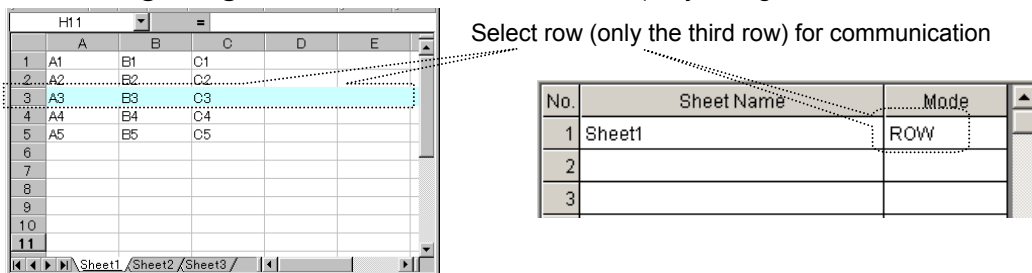 Select row (only the third row) for communication
H11 =
A B C D E
1 A1 B1 C1
2 A2 B2 C2
3 A3 B3 C3
4 A4 B4 C4
5 A5 B5 C5
6
7
8
9
10
11
Sheet1 Sheet2 Sheet3
No. Sheet Name Mode
1 Sheet1 ROW
2
3